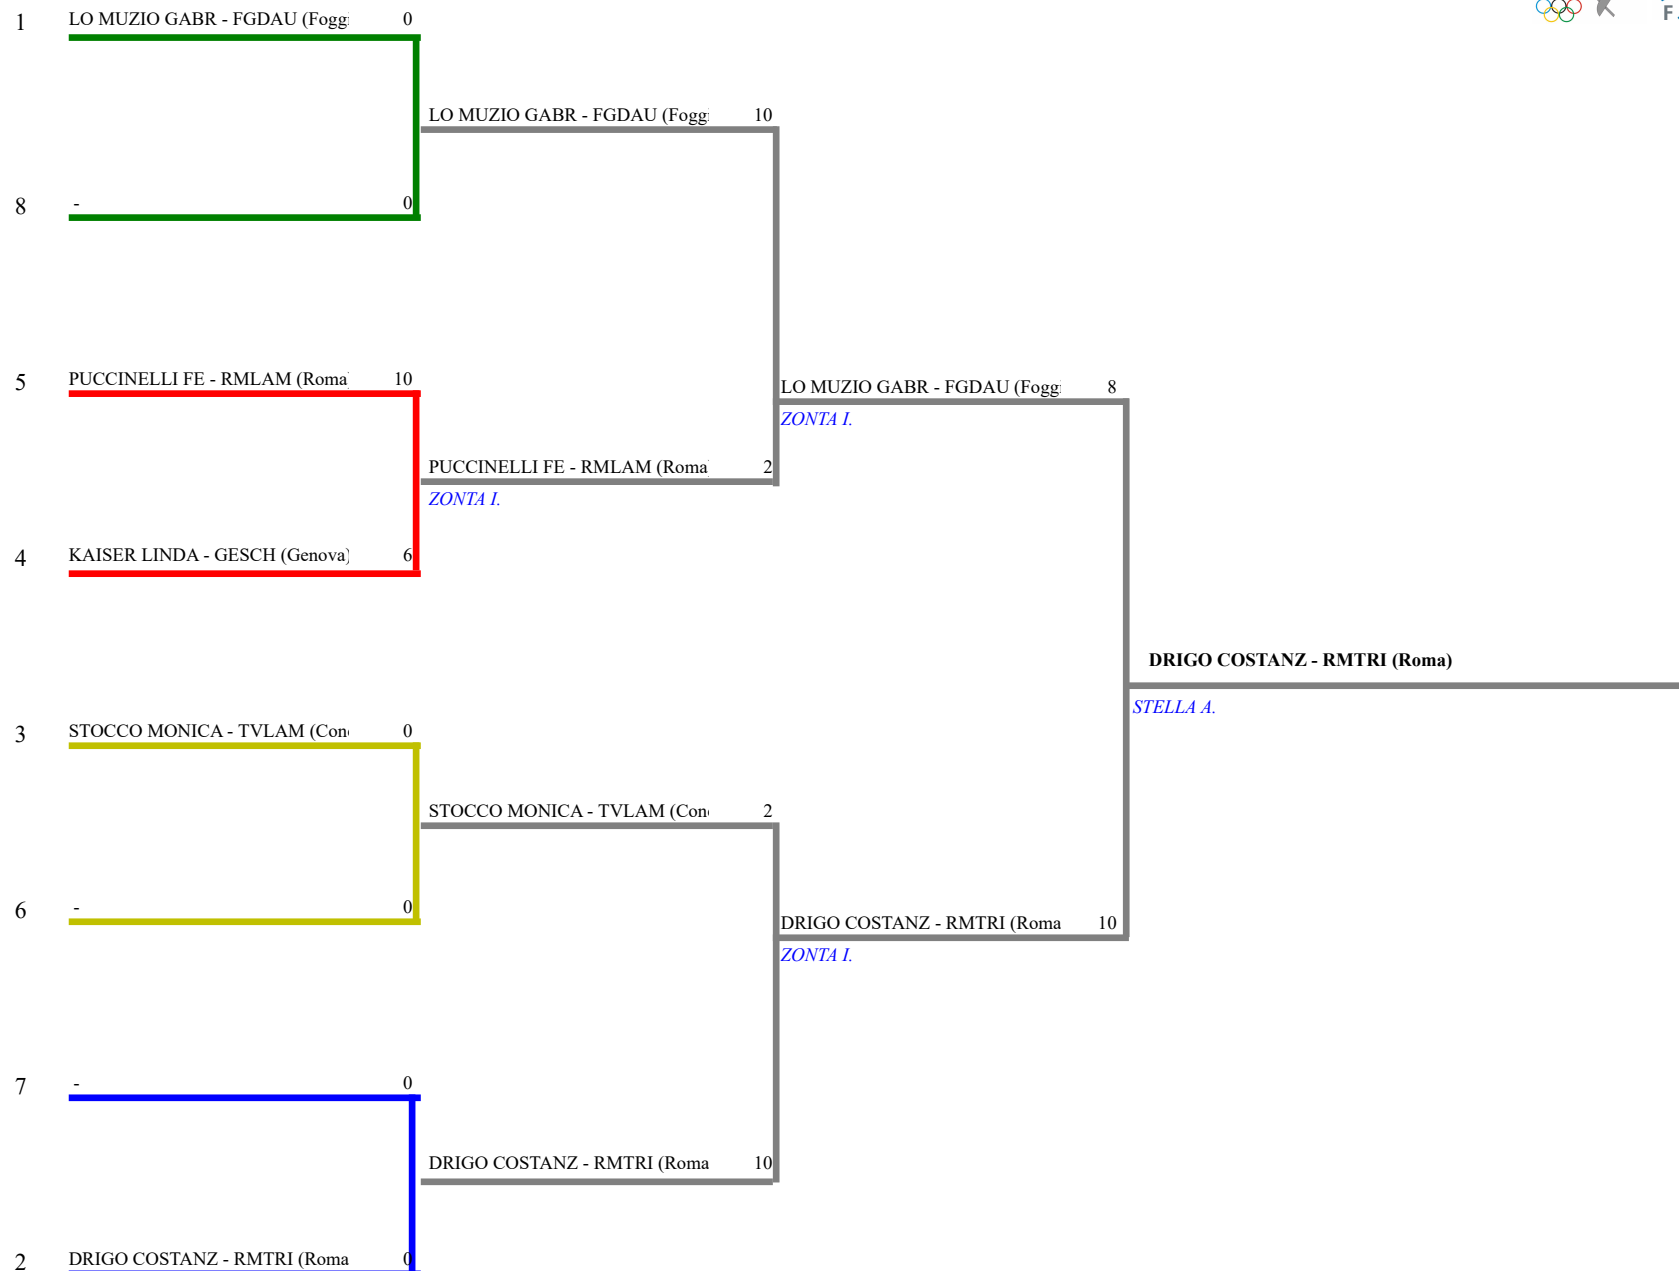 1 LO MUZIO GABR - FGDAU (Foggi 0
LO MUZIO GABR - FGDAU (Foggi 10
8 - 0
5 PUCCINELLI FE - RMLAM (Roma) 10
LO MUZIO GABR - FGDAU (Foggi 8
ZONTA I.
PUCCINELLI FE - RMLAM (Roma) 2
ZONTA I.
4 KAISER LINDA - GESCH (Genova) 6
DRIGO COSTANZ - RMTRI (Roma)
STELLA A.
3 STOCCO MONICA - TVLAM (Con 0
STOCCO MONICA - TVLAM (Con 2
6 - 0
DRIGO COSTANZ - RMTRI (Roma 10
ZONTA I.
7 - 0
DRIGO COSTANZ - RMTRI (Roma 10
2 DRIGO COSTANZ - RMTRI (Roma 0